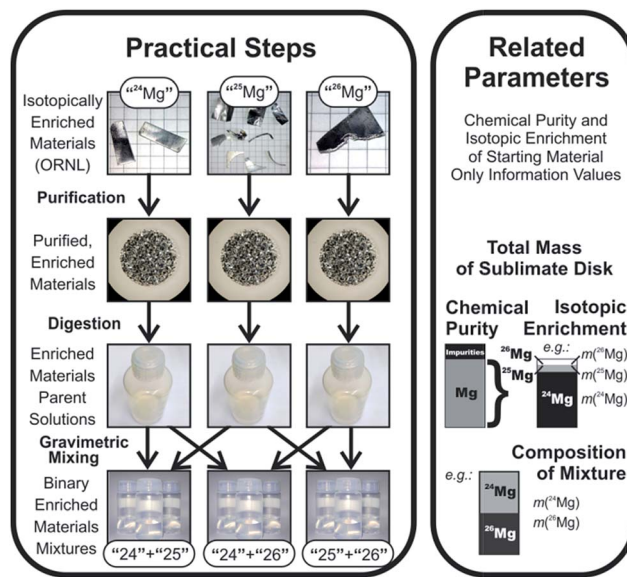 Practical Steps
“²⁴Mg”
“²⁵Mg”
“²⁶Mg”
Isotopically
Enriched
Materials
(ORNL)
Purification
Purified,
Enriched
Materials
Digestion
Enriched
Materials
Parent
Solutions
Gravimetric
Mixing
Binary
Enriched
Materials
Mixtures
“24”+“25”
“24”+“26”
“25”+“26”
Related
Parameters
Chemical Purity and
Isotopic Enrichment
of Starting Material
Only Information Values
Total Mass
of Sublimate Disk
Chemical
Purity
Impurities
Mg
Isotopic
Enrichment
e.g.:
²⁶Mg
²⁵Mg
²⁴Mg
m(²⁶Mg)
m(²⁵Mg)
m(²⁴Mg)
Composition
of Mixture
e.g.:
²⁴Mg
²⁶Mg
m(²⁴Mg)
m(²⁶Mg)